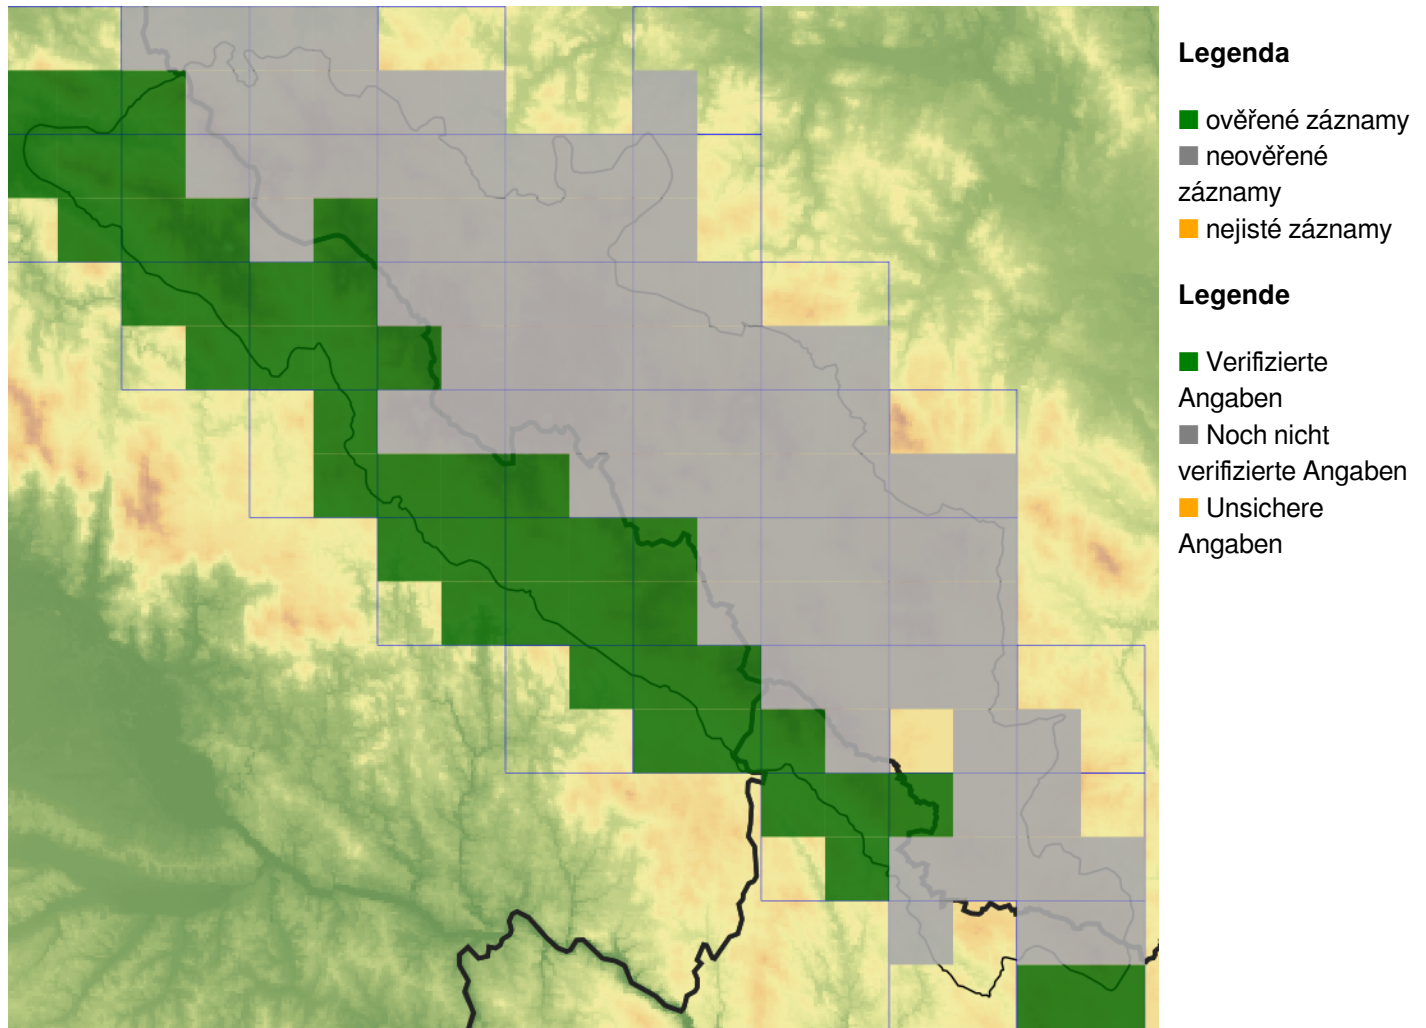 Legenda
ověřené záznamy
neověřené
záznamy
nejisté záznamy
Legende
Verifizierte
Angaben
Noch nicht
verifizierte Angaben
Unsichere
Angaben